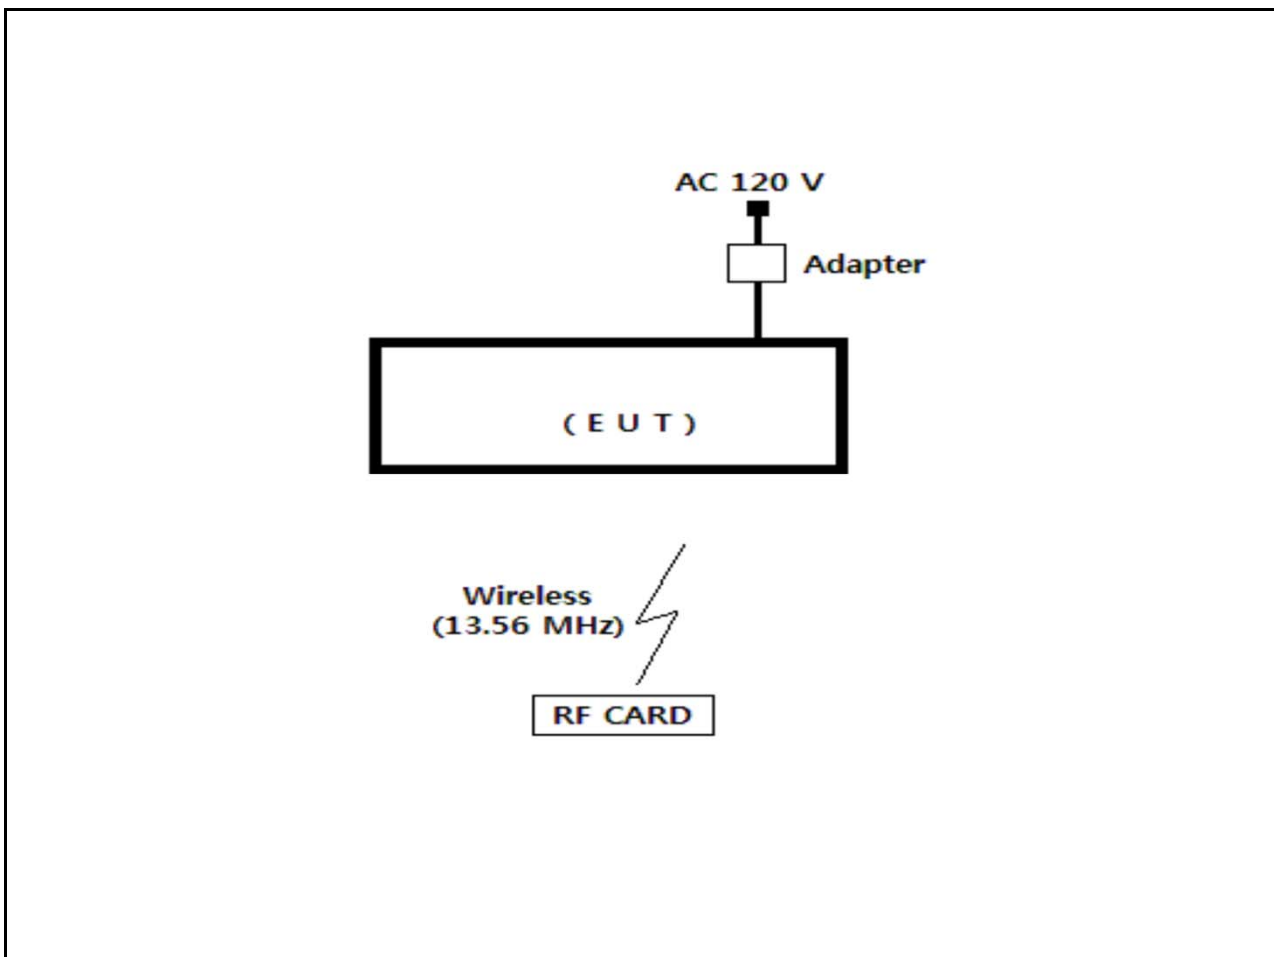 AC 120 V
Adapter
( E U T )
Wireless
(13.56 MHz)
RF CARD